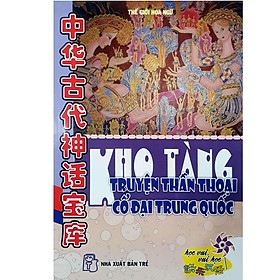 THẾ GIỚI HOA NGỮ
中华古代神话宝库
KHO TÀNG
TRUYỆN THẦN THOẠI
CỔ ĐẠI TRUNG QUỐC
học vui, vui học
NHÀ XUẤT BẢN TRẺ